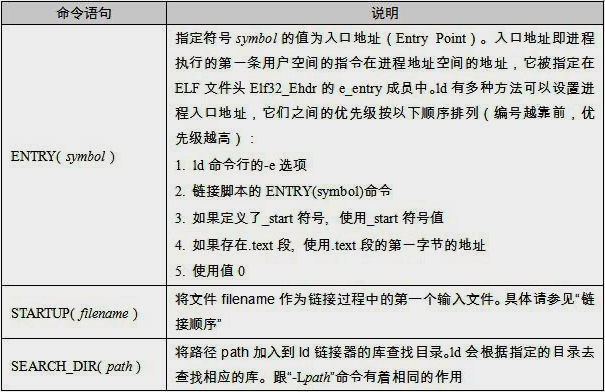 命令语句
说明
ENTRY( symbol )
指定符号 symbol 的值为入口地址（Entry Point）。入口地址即进程
执行的第一条用户空间的指令在进程地址空间的地址，它被指定在
ELF 文件头 Elf32_Ehdr 的 e_entry 成员中。ld 有多种方法可以设置进
程入口地址，它们之间的优先级按以下顺序排列（编号越靠前，优
先级越高）：
1. ld 命令行的-e 选项
2. 链接脚本的 ENTRY(symbol)命令
3. 如果定义了_start 符号，使用_start 符号值
4. 如果存在.text 段，使用.text 段的第一字节的地址
5. 使用值 0
STARTUP( filename )
将文件 filename 作为链接过程中的第一个输入文件。具体请参见“链
接顺序”
SEARCH_DIR( path )
将路径 path 加入到 ld 链接器的库查找目录。ld 会根据指定的目录去
查找相应的库。跟“-Lpath”命令有着相同的作用